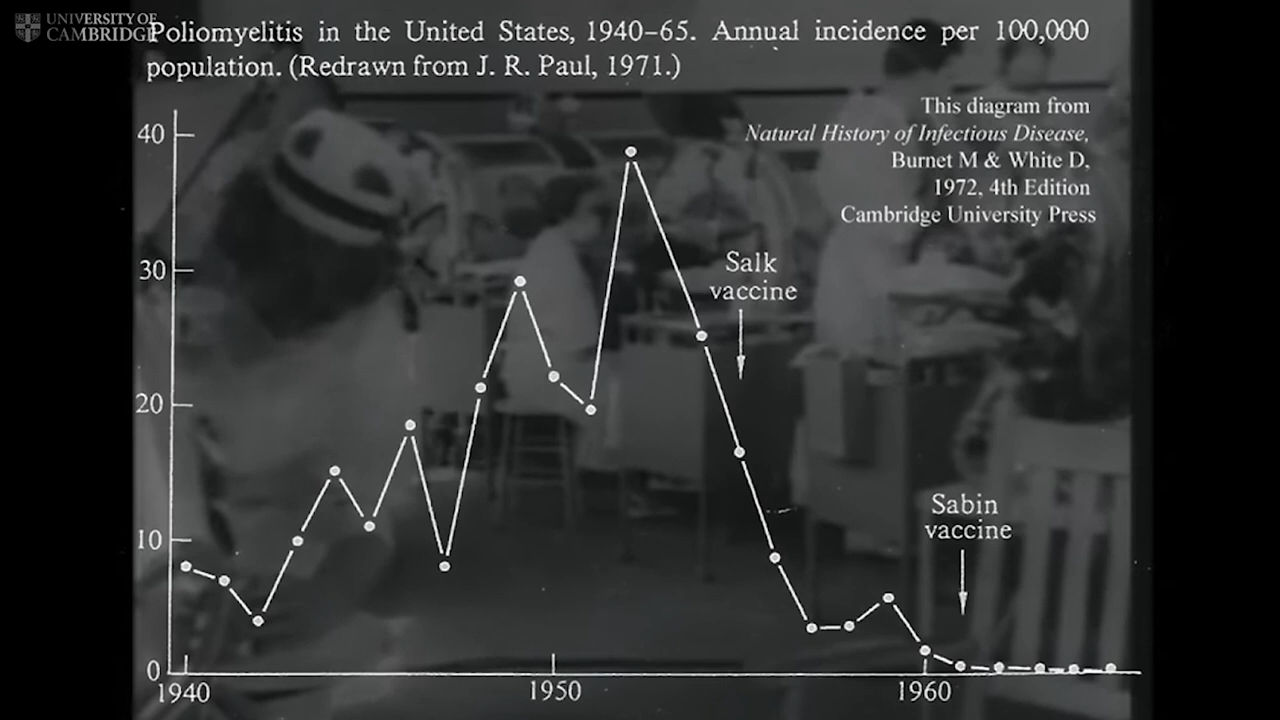 UNIVERSITY OF
CAMBRIDGE
Poliomyelitis in the United States, 1940–65. Annual incidence per 100,000
population. (Redrawn from J. R. Paul, 1971.)
This diagram from
Natural History of Infectious Disease,
Burnet M & White D,
1972, 4th Edition
Cambridge University Press
40
30
20
10
0
Salk
vaccine
Sabin
vaccine
1940
1950
1960